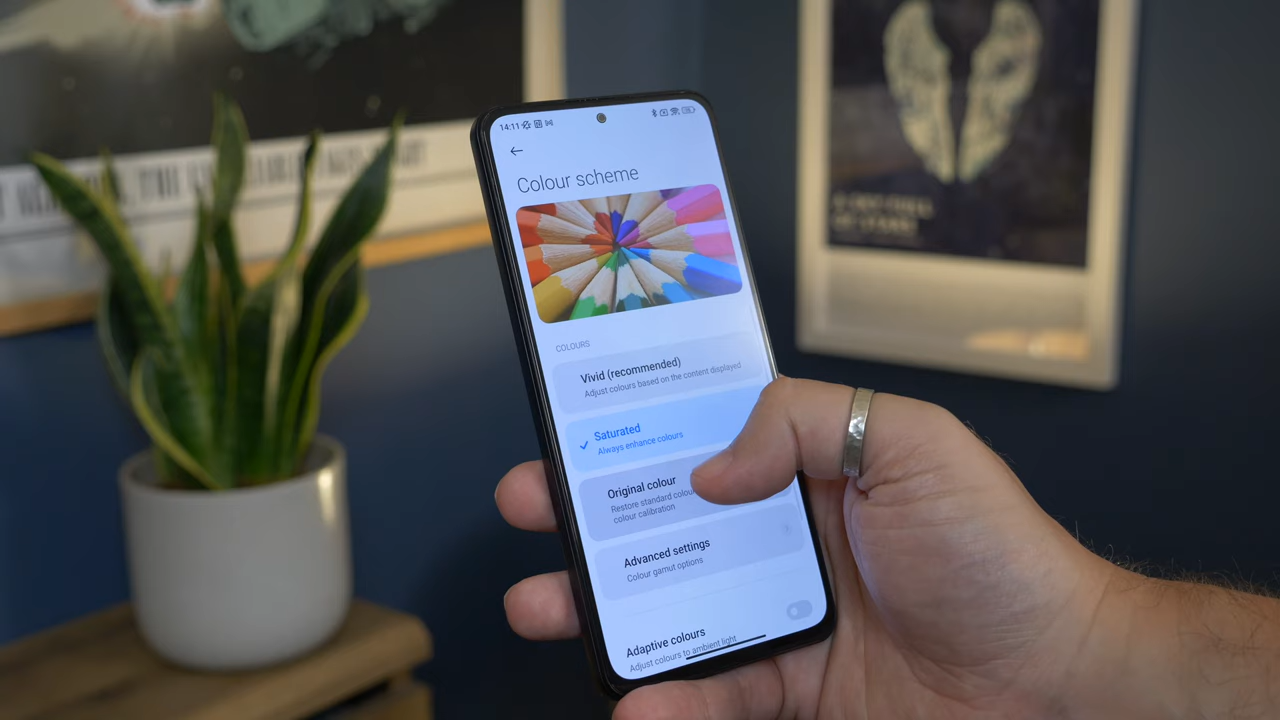 14:11
Colour scheme
COLOURS
Vivid (recommended)
Adjust colours based on the content displayed
Saturated
Always enhance colours
Original colour
Restore standard
colour calibration
Advanced settings
Colour gamut options
Adaptive colours
Adjust colours to ambient light